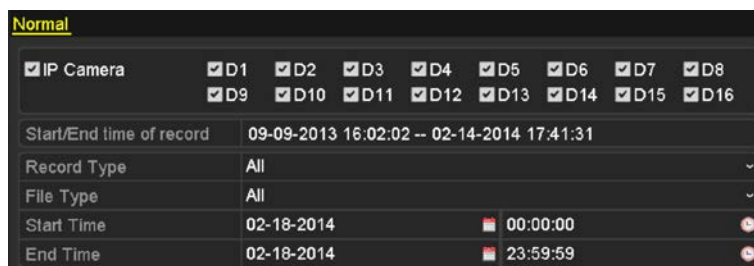 Normal
IP Camera D1 D2 D3 D4 D5 D6 D7 D8
D9 D10 D11 D12 D13 D14 D15 D16
Start/End time of record 09-09-2013 16:02:02 -- 02-14-2014 17:41:31
Record Type All
File Type All
Start Time 02-18-2014 00:00:00
End Time 02-18-2014 23:59:59